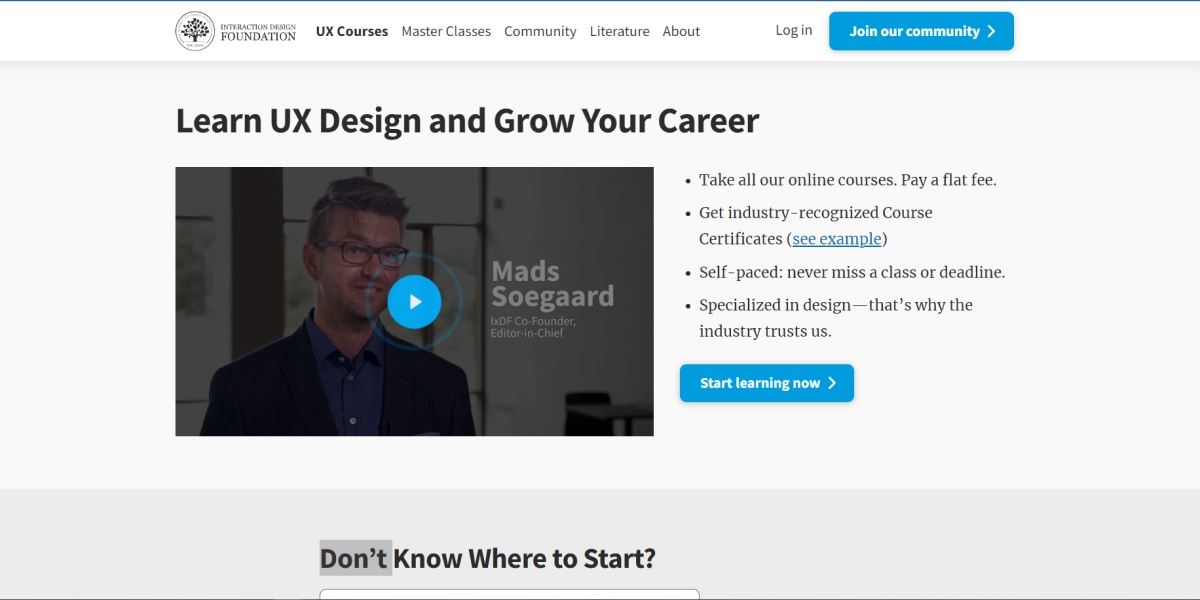 INTERACTION DESIGN
FOUNDATION
UX Courses Master Classes Community Literature About Log in Join our community
Learn UX Design and Grow Your Career
Mads
Soegaard
IxDF Co-Founder,
Editor-in-Chief
• Take all our online courses. Pay a flat fee.
• Get industry-recognized Course
Certificates (see example)
• Self-paced: never miss a class or deadline.
• Specialized in design—that’s why the
industry trusts us.
Start learning now
Don’t Know Where to Start?